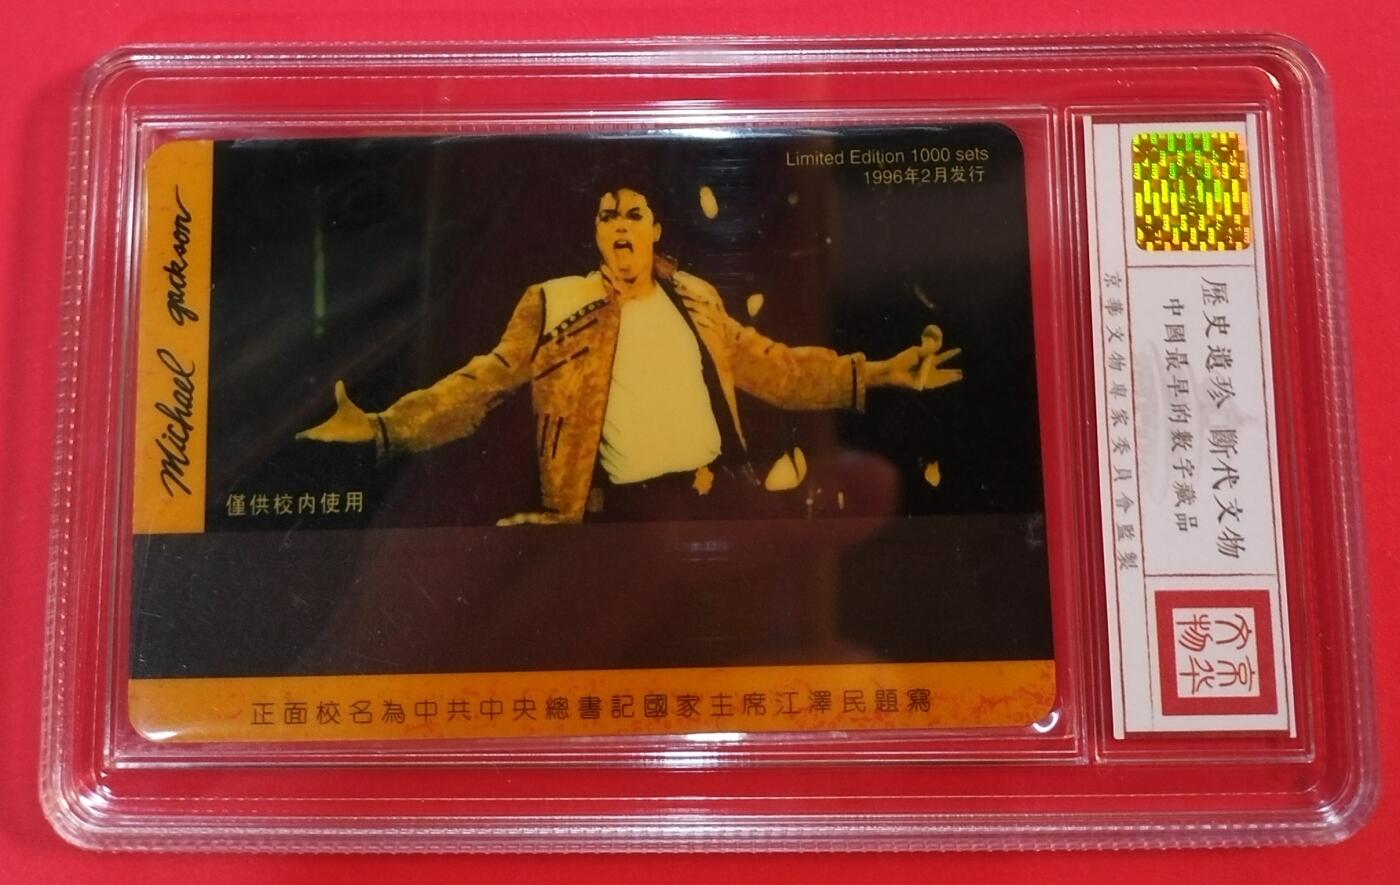 Limited Edition 1000 sets
1996年2月发行
Michael Jackson
僅供校内使用
正面校名為中共中央總書記國家主席江澤民題寫
歷史遺珍 斷代文物
中國最早的數字藏品
京華文物專家委員會監製
京华
文物